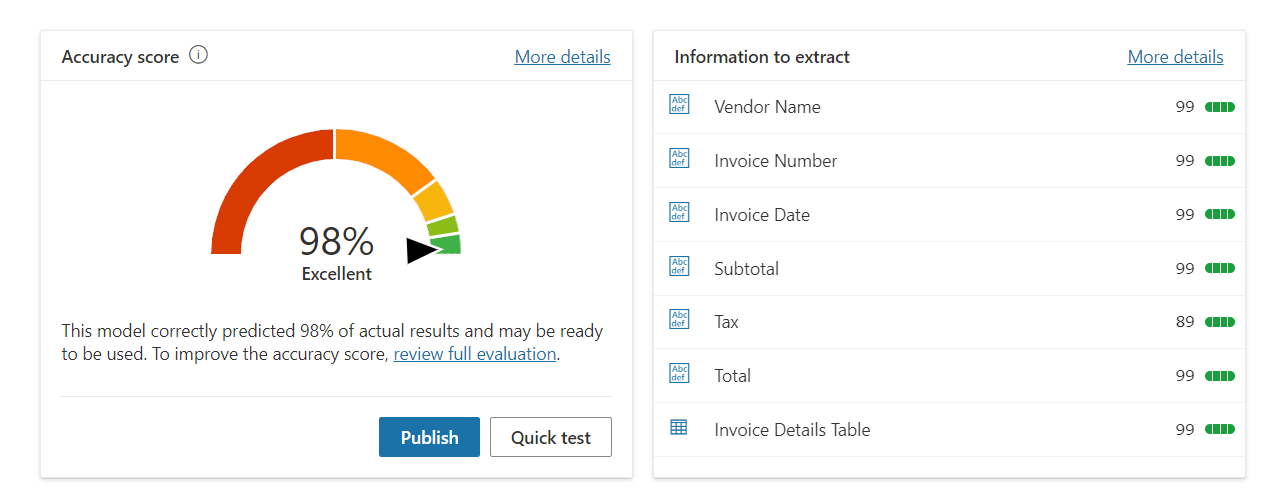 Accuracy score
More details
98%
Excellent
This model correctly predicted 98% of actual results and may be ready
to be used. To improve the accuracy score, review full evaluation.
Publish
Quick test
Information to extract
More details
Abc def Vendor Name 99
Abc def Invoice Number 99
Abc def Invoice Date 99
Abc def Subtotal 99
Abc def Tax 89
Abc def Total 99
Invoice Details Table 99